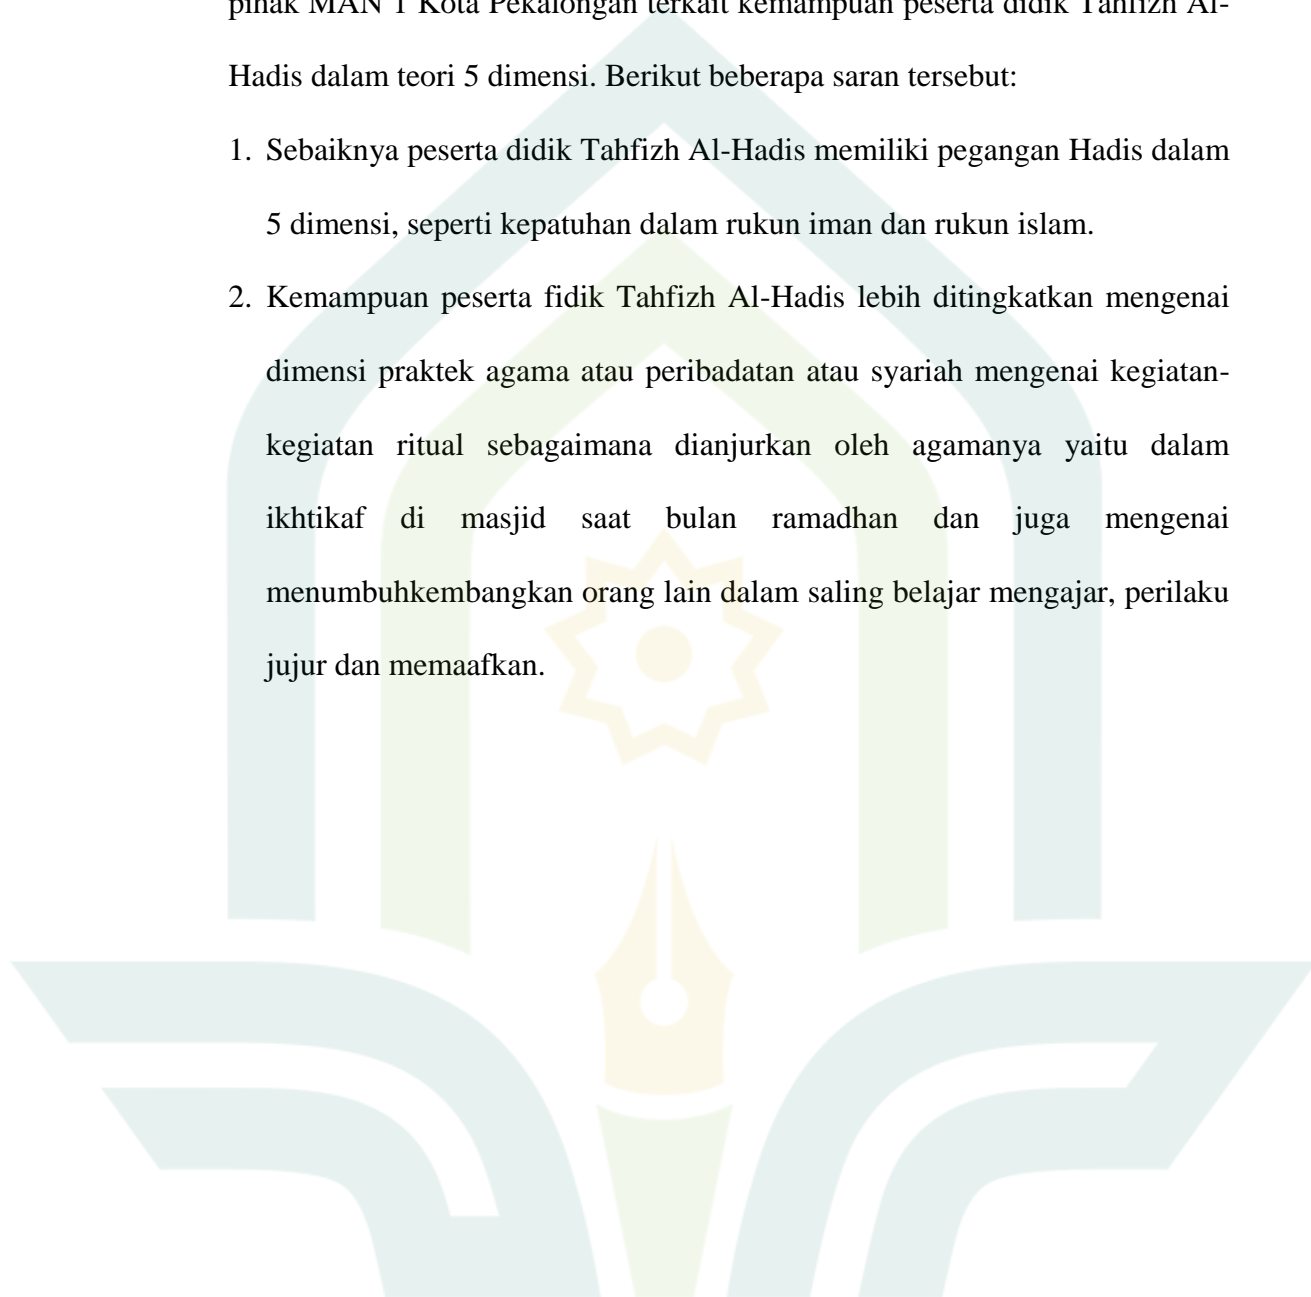 pihak MAN 1 Kota Pekalongan terkait kemampuan peserta didik Tahfizh Al-
Hadis dalam teori 5 dimensi. Berikut beberapa saran tersebut:
1. Sebaiknya peserta didik Tahfizh Al-Hadis memiliki pegangan Hadis dalam
5 dimensi, seperti kepatuhan dalam rukun iman dan rukun islam.
2. Kemampuan peserta fidik Tahfizh Al-Hadis lebih ditingkatkan mengenai
dimensi praktek agama atau peribadatan atau syariah mengenai kegiatan-
kegiatan ritual sebagaimana dianjurkan oleh agamanya yaitu dalam
ikhtikaf di masjid saat bulan ramadhan dan juga mengenai
menumbuhkembangkan orang lain dalam saling belajar mengajar, perilaku
jujur dan memaafkan.